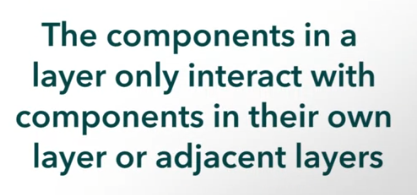 The components in a
layer only interact with
components in their own
layer or adjacent layers